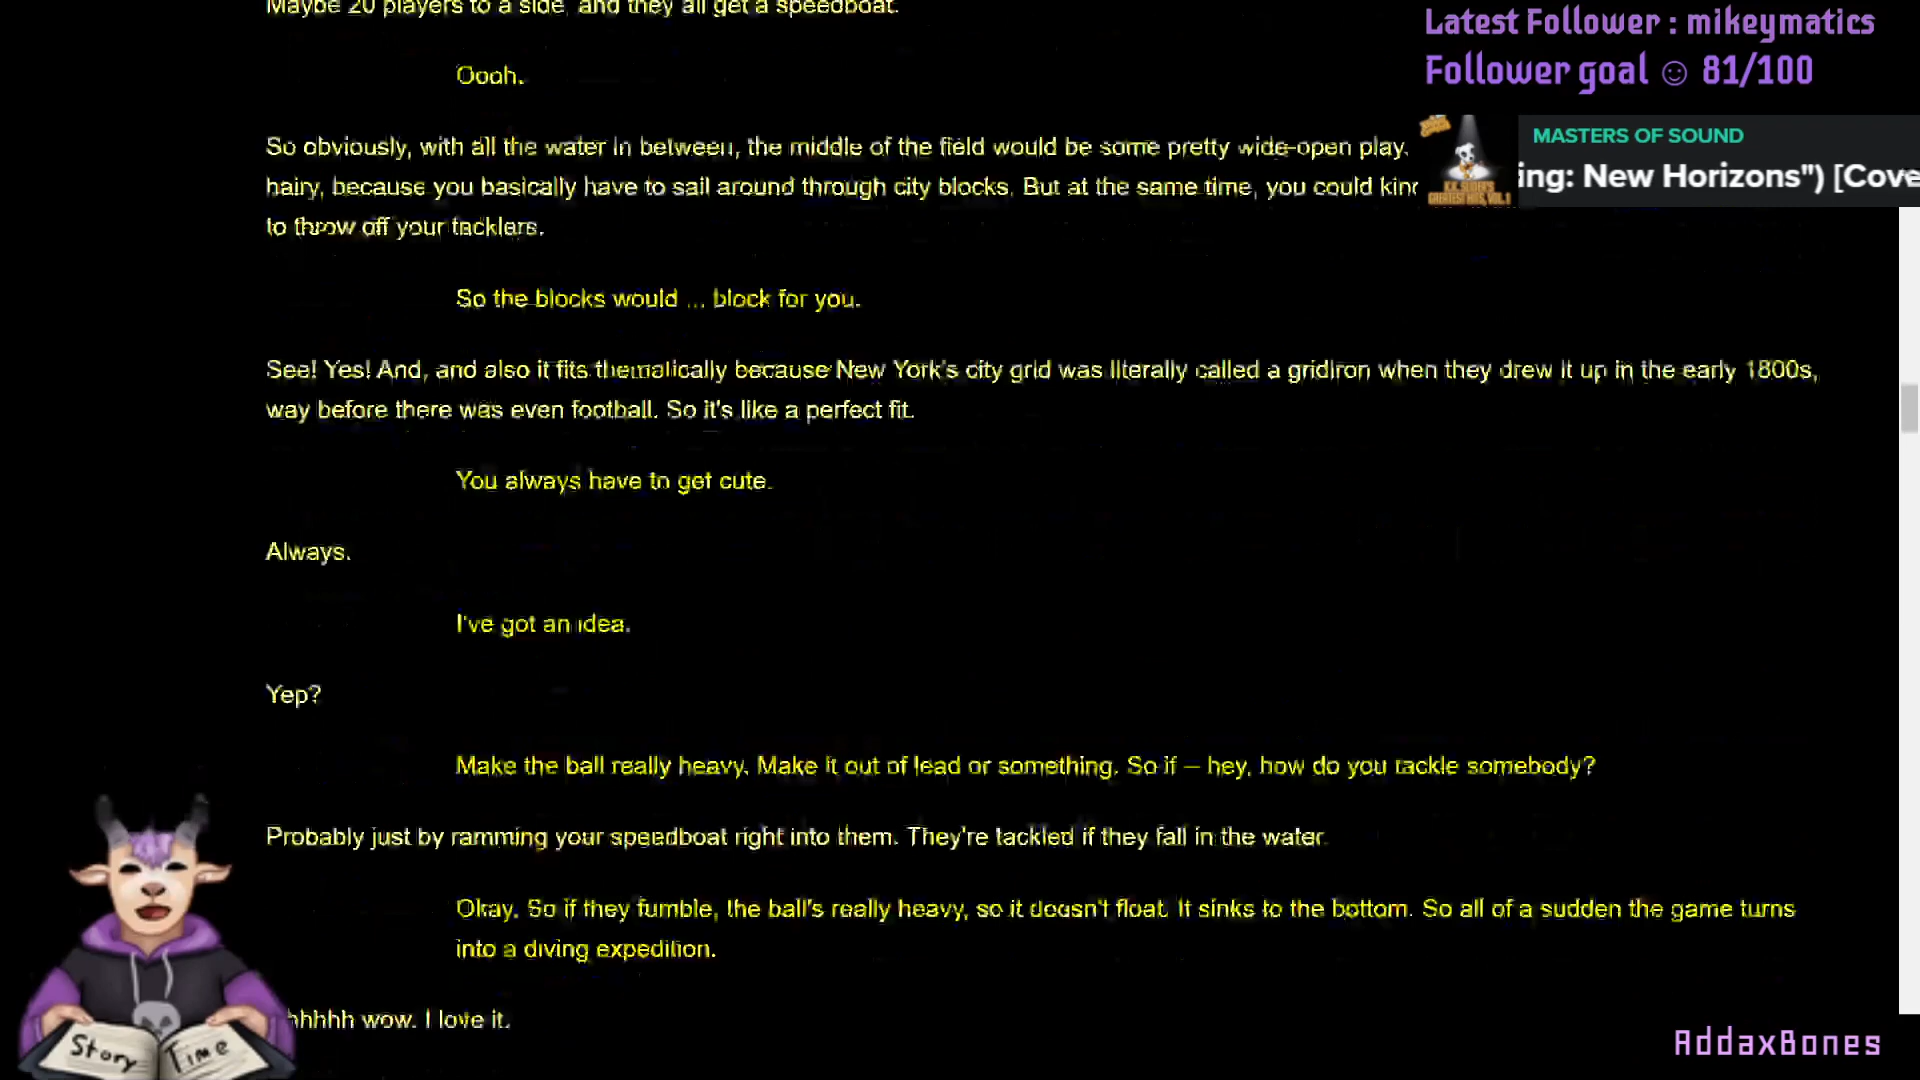 Maybe 20 players to a side, and they all get a speedboat.
Latest Follower : mikeymatics
Follower goal ☺ 81/100
Oooh.
MASTERS OF SOUND
ing: New Horizons") [Cove
K.K. SLIDER'S
GREATEST HITS, VOL. 1
So obviously, with all the water in between, the middle of the field would be some pretty wide-open play.
hairy, because you basically have to sail around through city blocks. But at the same time, you could kind
to throw off your tacklers.
So the blocks would ... block for you.
See! Yes! And, and also it fits thematically because New York's city grid was literally called a gridiron when they drew it up in the early 1800s,
way before there was even football. So it's like a perfect fit.
You always have to get cute.
Always.
I've got an idea.
Yep?
Make the ball really heavy. Make it out of lead or something. So if – hey, how do you tackle somebody?
Probably just by ramming your speedboat right into them. They're tackled if they fall in the water.
Okay. So if they fumble, the ball's really heavy, so it doesn't float. It sinks to the bottom. So all of a sudden the game turns
into a diving expedition.
hhhhh wow. I love it.
Story Time
AddaxBones